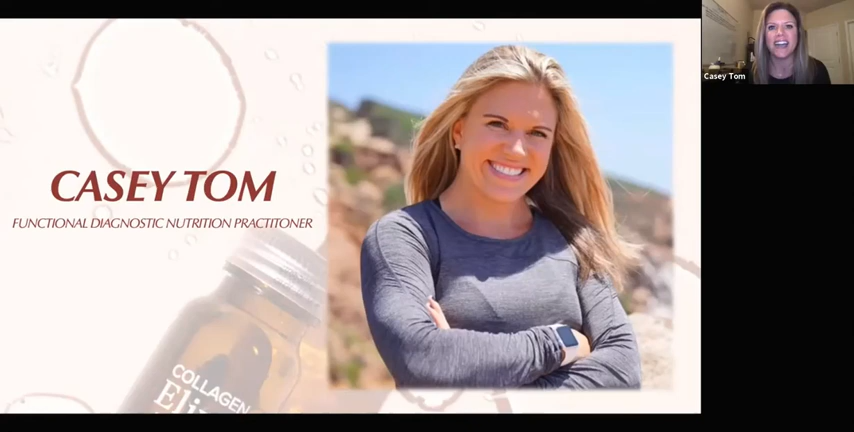 CASEY TOM
FUNCTIONAL DIAGNOSTIC NUTRITION PRACTITONER
COLLAGEN
Casey Tom